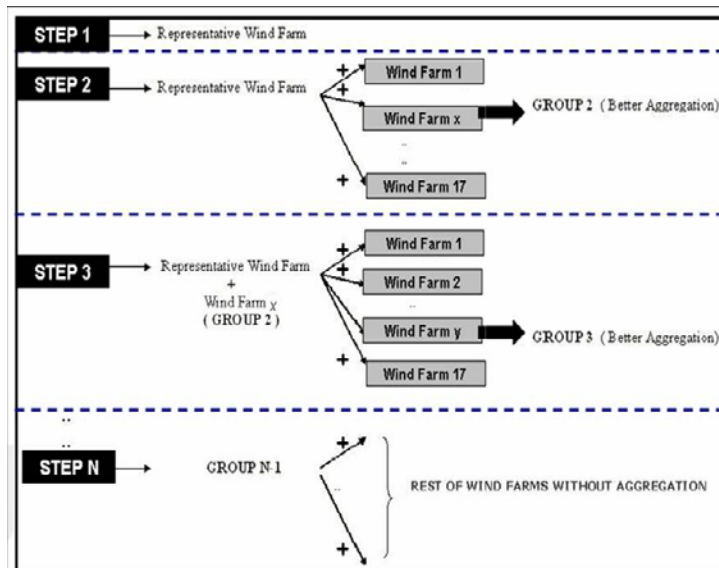 STEP 1 Representative Wind Farm
STEP 2 Representative Wind Farm
+ Wind Farm 1
+ Wind Farm x GROUP 2 ( Better Aggregation)
..
..
+ Wind Farm 17
STEP 3 Representative Wind Farm
+
Wind Farm x
( GROUP 2 )
+ Wind Farm 1
+ Wind Farm 2
..
Wind Farm y GROUP 3 ( Better Aggregation)
+ Wind Farm 17
..
..
STEP N GROUP N-1
+
..
+
REST OF WIND FARMS WITHOUT AGGREGATION